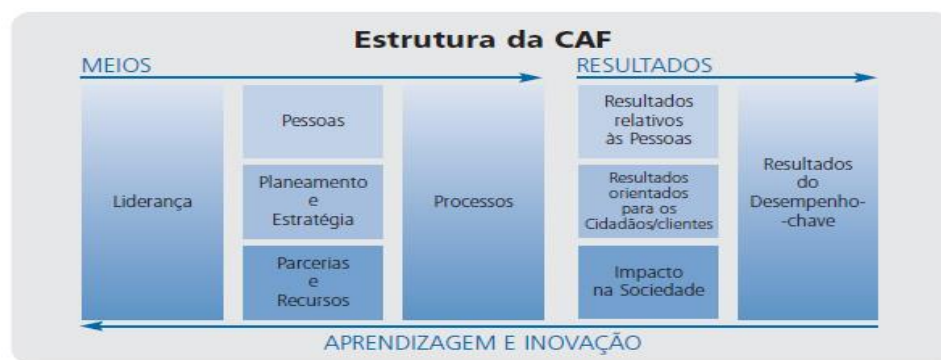 Estrutura da CAF
MEIOS
RESULTADOS
Liderança
Pessoas
Planeamento
e
Estratégia
Parcerias
e
Recursos
Processos
Resultados
relativos
às Pessoas
Resultados
orientados
para os
Cidadãos/clientes
Impacto
na Sociedade
Resultados
do
Desempenho-
-chave
APRENDIZAGEM E INOVAÇÃO